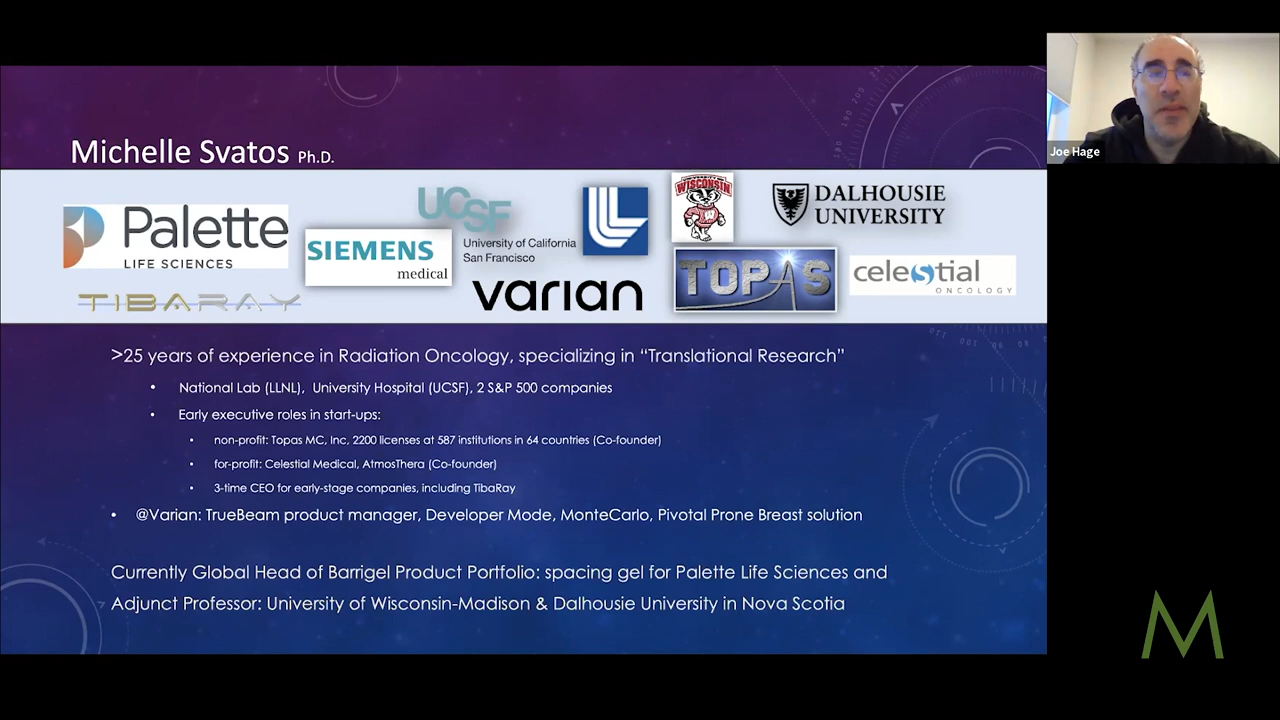 Joe Hage
Michelle Svatos Ph.D.
Palette
LIFE SCIENCES
SIEMENS
medical
UCSF
University of California
San Francisco
WISCONSIN
W
DALHOUSIE
UNIVERSITY
TIBARAY
varian
TOPAS
celestial
ONCOLOGY
>25 years of experience in Radiation Oncology, specializing in “Translational Research”
• National Lab (LLNL), University Hospital (UCSF), 2 S&P 500 companies
• Early executive roles in start-ups:
• non-profit: Topas MC, Inc, 2200 licenses at 587 institutions in 64 countries (Co-founder)
• for-profit: Celestial Medical, AtmosThera (Co-founder)
• 3-time CEO for early-stage companies, including TibaRay
• @Varian: TrueBeam product manager, Developer Mode, MonteCarlo, Pivotal Prone Breast solution
Currently Global Head of Barrigel Product Portfolio: spacing gel for Palette Life Sciences and
Adjunct Professor: University of Wisconsin-Madison & Dalhousie University in Nova Scotia
M